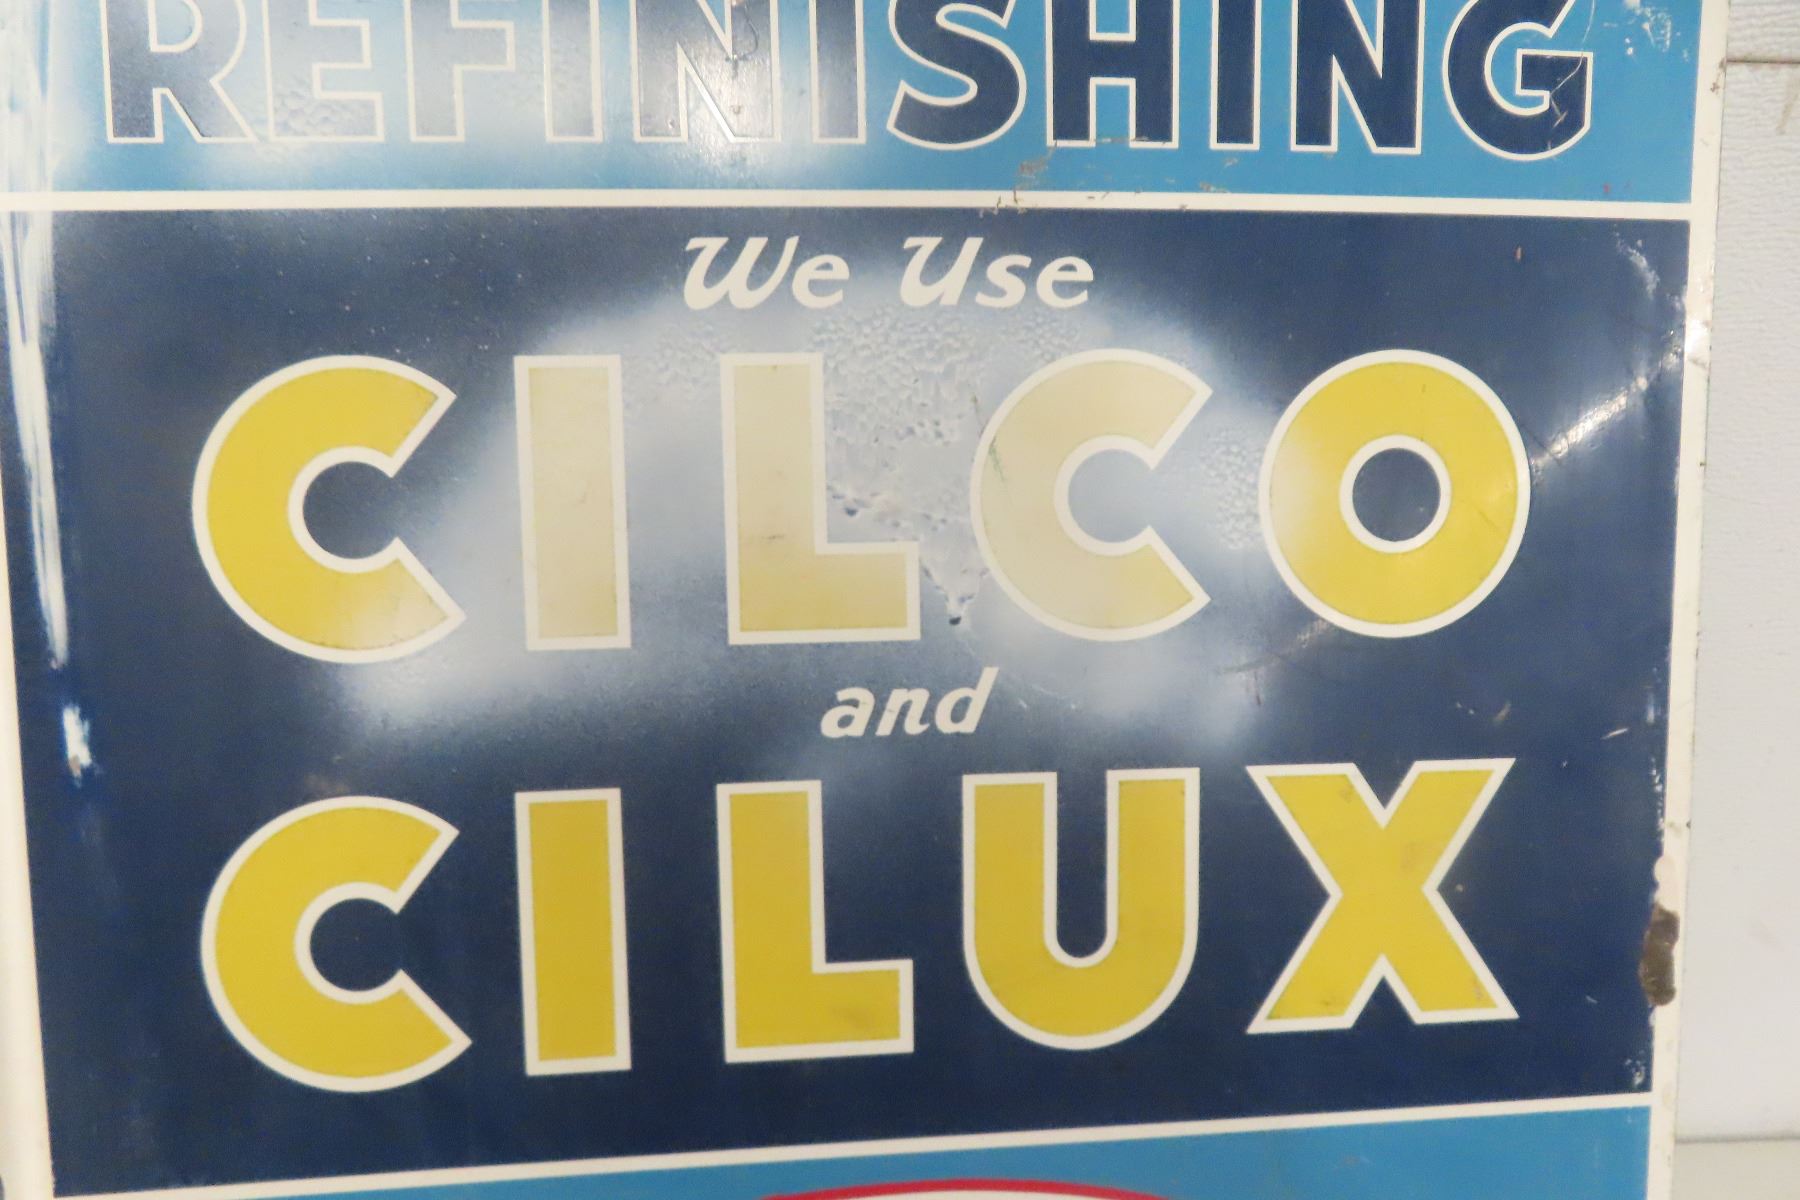 REFINISHING
We Use
CILCO
and
CILUX